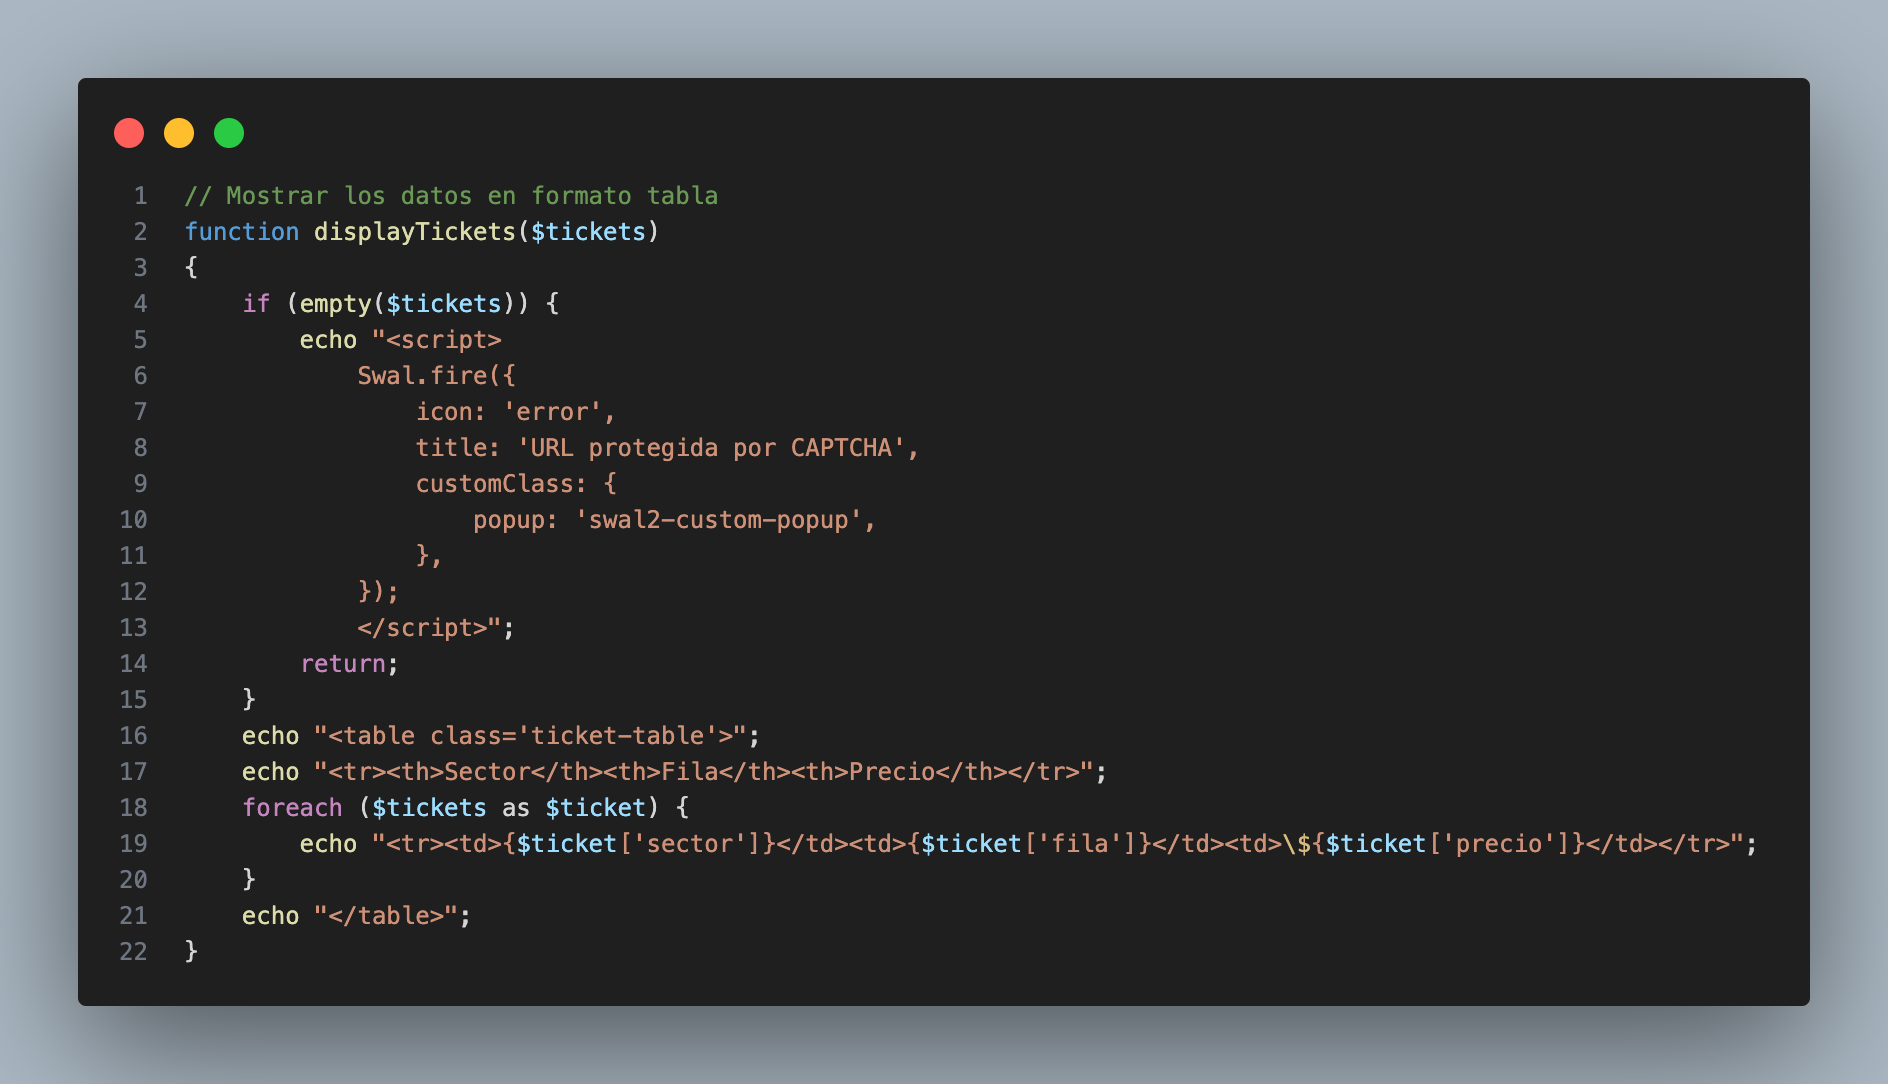 1 // Mostrar los datos en formato tabla
2 function displayTickets($tickets)
3 {
4     if (empty($tickets)) {
5         echo "<script>
6             Swal.fire({
7                 icon: 'error',
8                 title: 'URL protegida por CAPTCHA',
9                 customClass: {
10                     popup: 'swal2-custom-popup',
11                 },
12             });
13             </script>";
14         return;
15     }
16     echo "<table class='ticket-table'>";
17     echo "<tr><th>Sector</th><th>Fila</th><th>Precio</th></tr>";
18     foreach ($tickets as $ticket) {
19         echo "<tr><td>{$ticket['sector']}</td><td>{$ticket['fila']}</td><td>\${$ticket['precio']}</td></tr>";
20     }
21     echo "</table>";
22 }